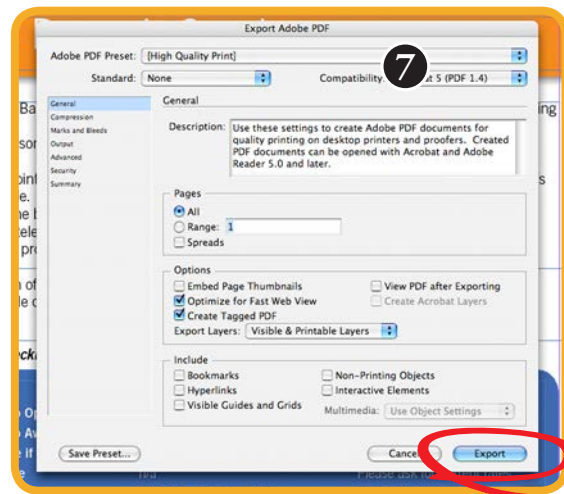 Export Adobe PDF
Adobe PDF Preset: [High Quality Print]
Standard: None
Compatibility: 7 t 5 (PDF 1.4)
General
Compression
Marks and Bleeds
Output
Advanced
Security
Summary
General
Description: Use these settings to create Adobe PDF documents for
quality printing on desktop printers and proofers. Created
PDF documents can be opened with Acrobat and Adobe
Reader 5.0 and later.
Pages
All
Range: 1
Spreads
Options
Embed Page Thumbnails
View PDF after Exporting
Optimize for Fast Web View
Create Acrobat Layers
Create Tagged PDF
Export Layers: Visible & Printable Layers
Include
Bookmarks
Non-Printing Objects
Hyperlinks
Interactive Elements
Visible Guides and Grids
Multimedia: Use Object Settings
Save Preset...
Cancel
Export